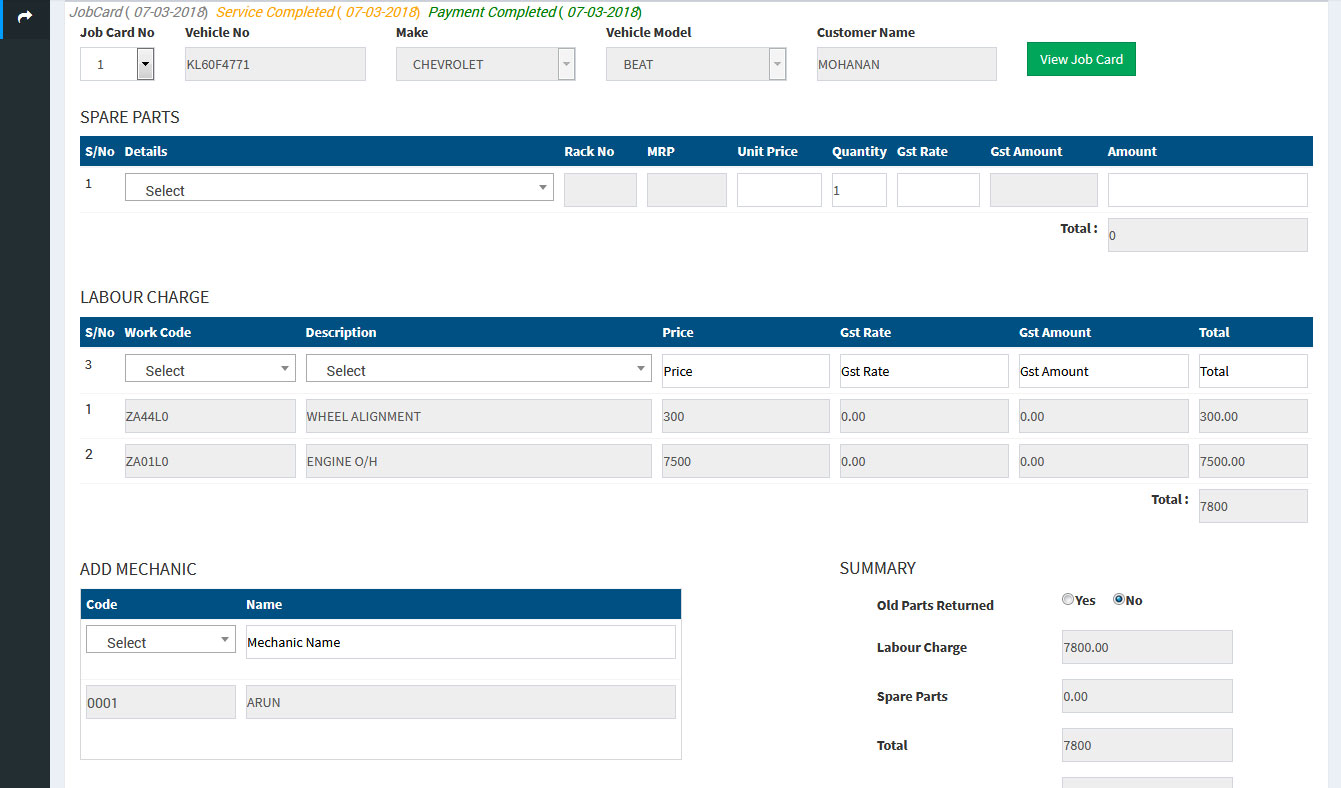 JobCard ( 07-03-2018) Service Completed ( 07-03-2018) Payment Completed ( 07-03-2018)
Job Card No Vehicle No Make Vehicle Model Customer Name
1 KL60F4771 CHEVROLET BEAT MOHANAN View Job Card
SPARE PARTS
S/No Details Rack No MRP Unit Price Quantity Gst Rate Gst Amount Amount
1 Select 1
Total : 0
LABOUR CHARGE
S/No Work Code Description Price Gst Rate Gst Amount Total
3 Select Select Price Gst Rate Gst Amount Total
1 ZA44L0 WHEEL ALIGNMENT 300 0.00 0.00 300.00
2 ZA01L0 ENGINE O/H 7500 0.00 0.00 7500.00
Total : 7800
ADD MECHANIC
Code Name
Select Mechanic Name
0001 ARUN
SUMMARY
Old Parts Returned Yes No
Labour Charge 7800.00
Spare Parts 0.00
Total 7800